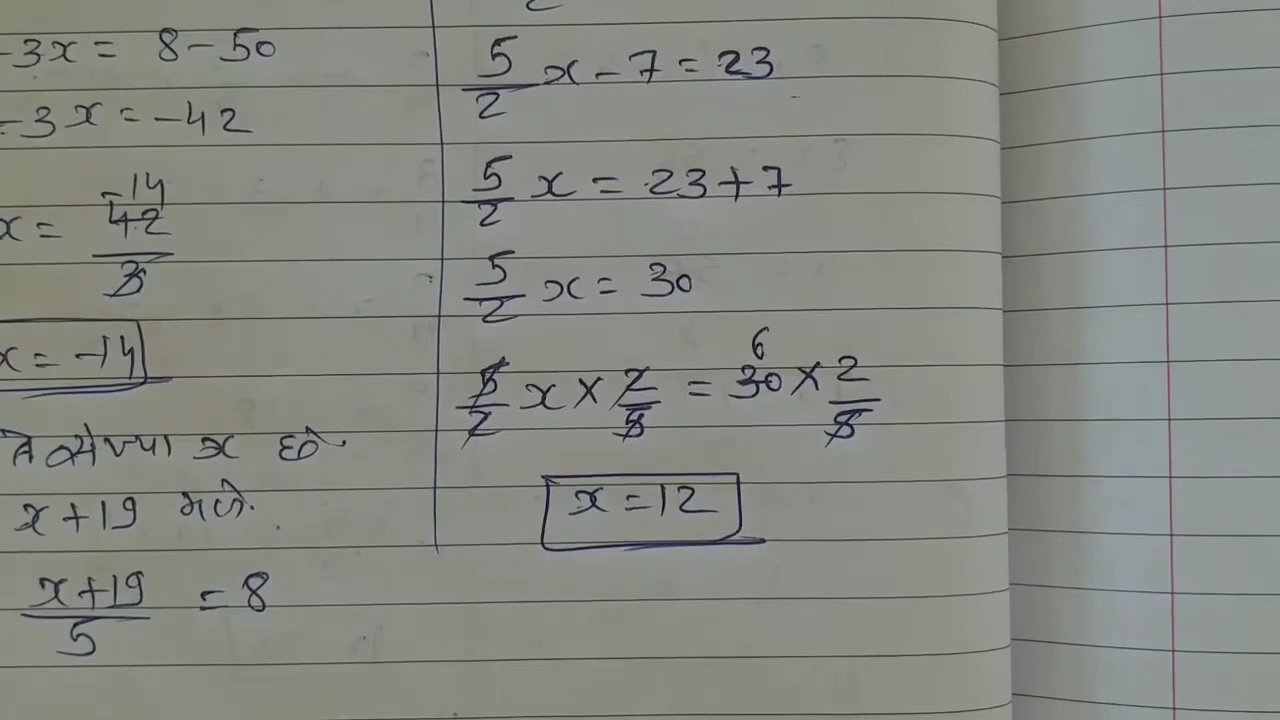 -3x = 8-50
-3x = -42
x = -14 42/3
x = -14
તે સંખ્યા x છે
x+19 મળે.
(x+19)/5 = 8
5/2 x - 7 = 23
5/2 x = 23+7
5/2 x = 30
5/2 x × 2/5 = 6 30 × 2/5
x = 12